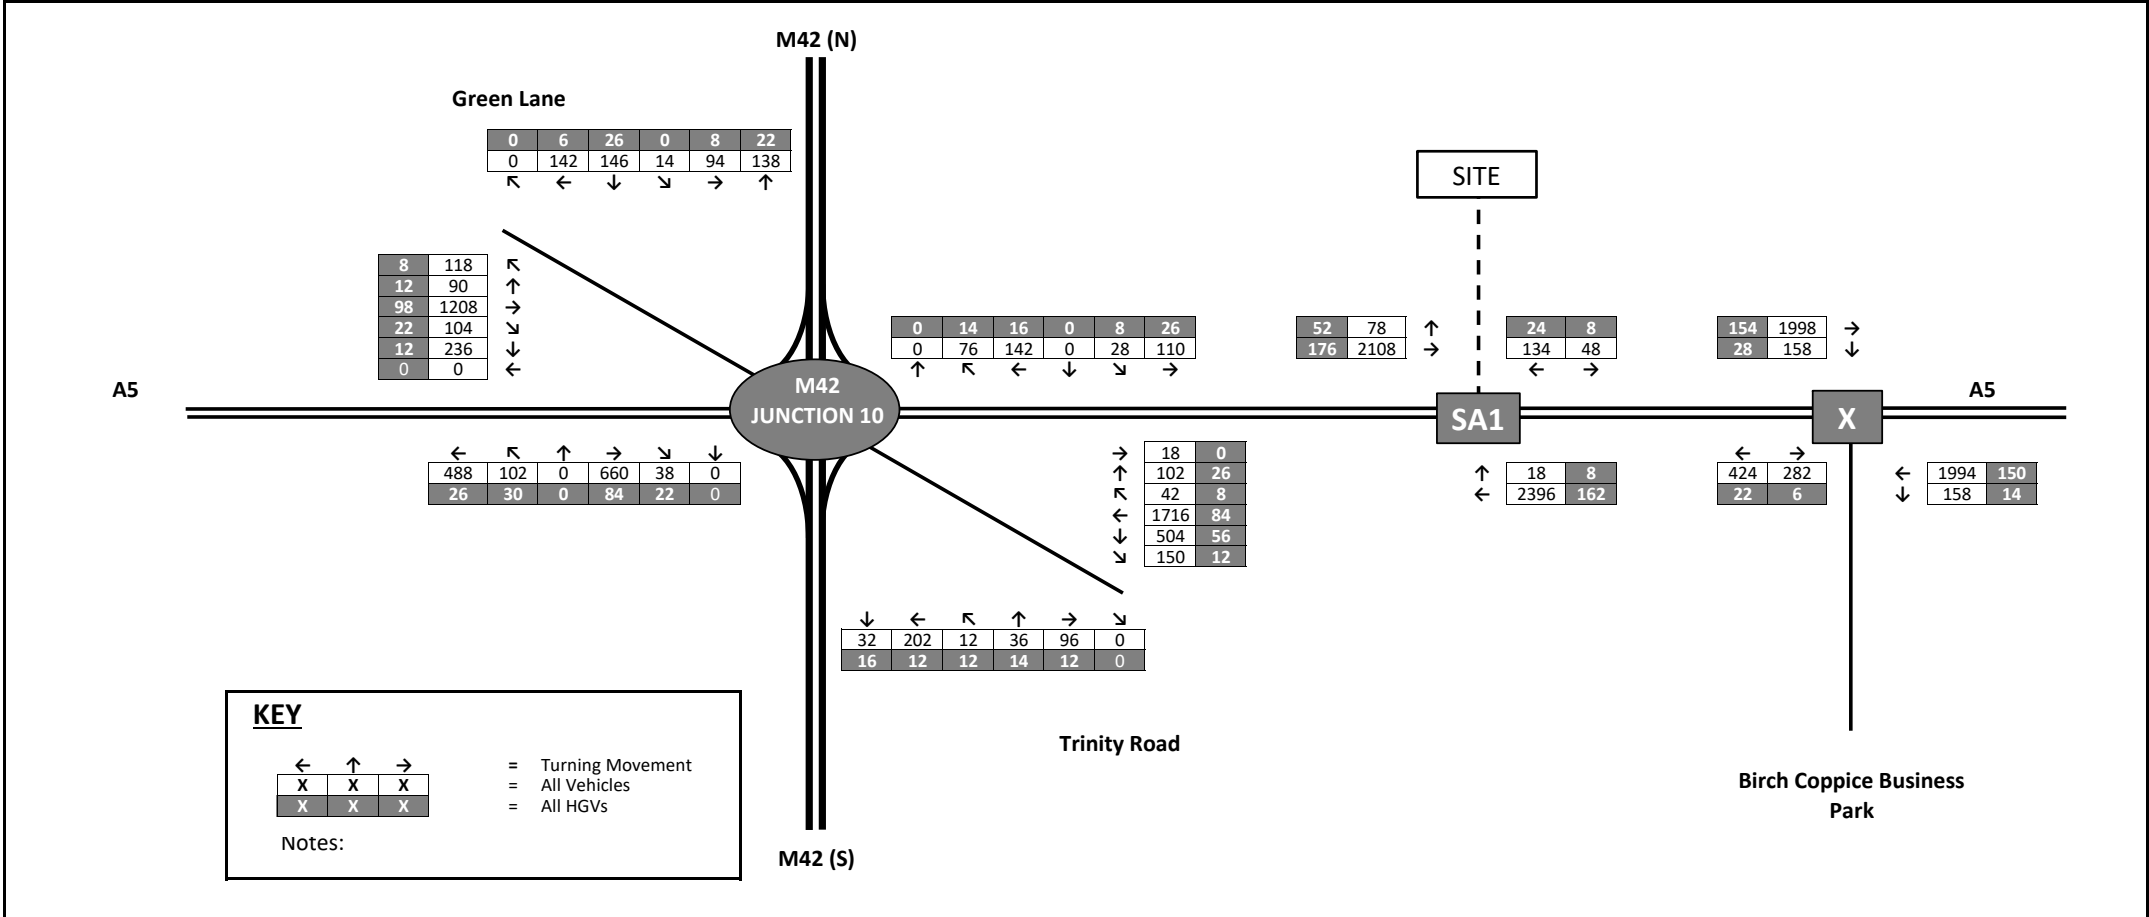 M42 (N)
Green Lane
0 6 26 0 8 22
0 142 146 14 94 138
↖ ← ↓ ↘ → ↑
SITE
8 118 ↖
12 90 ↑
98 1208 →
22 104 ↘
12 236 ↓
0 0 ←
0 14 16 0 8 26
0 76 142 0 28 110
↑ ↖ ← ↓ ↘ →
52 78 ↑
176 2108 →
24 8
134 48
← →
154 1998 →
28 158 ↓
A5
M42
JUNCTION 10
SA1
X
A5
← ↖ ↑ → ↘ ↓
488 102 0 660 38 0
26 30 0 84 22 0
→ 18 0
↑ 102 26
↖ 42 8
← 1716 84
↓ 504 56
↘ 150 12
↑ 18 8
← 2396 162
← →
424 282
22 6
← 1994 150
↓ 158 14
↓ ← ↖ ↑ → ↘
32 202 12 36 96 0
16 12 12 14 12 0
Trinity Road
Birch Coppice Business
Park
KEY
← ↑ → = Turning Movement
X X X = All Vehicles
X X X = All HGVs
Notes:
M42 (S)